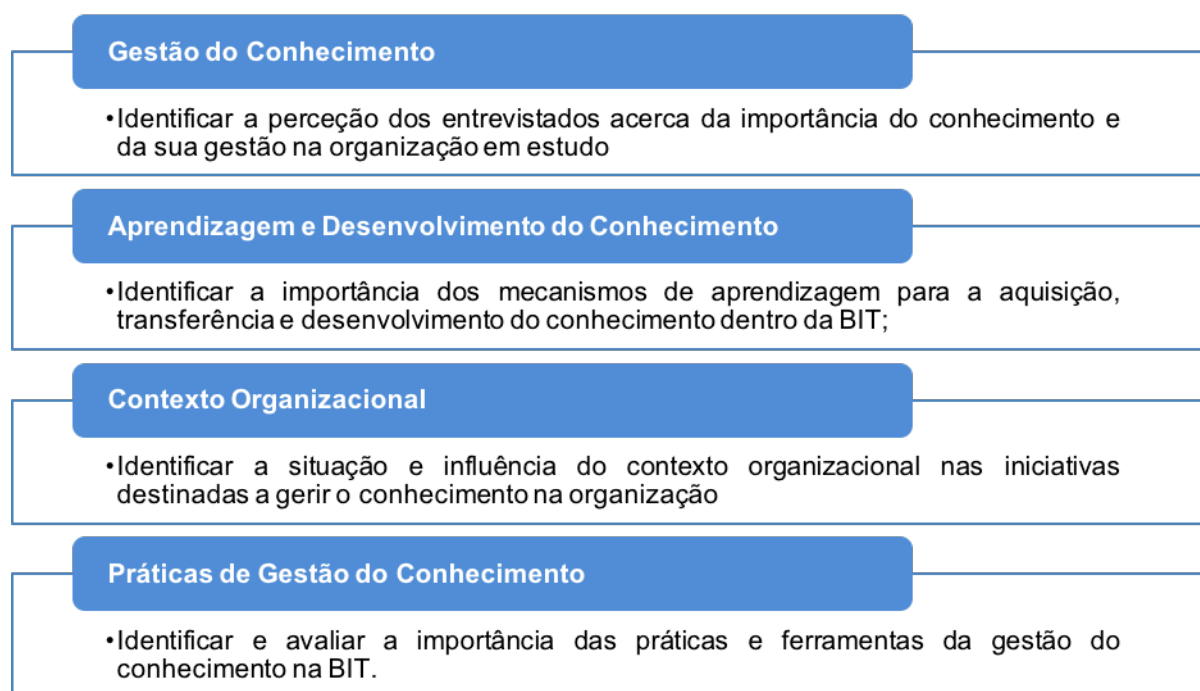 Gestão do Conhecimento
•Identificar a perceção dos entrevistados acerca da importância do conhecimento e
da sua gestão na organização em estudo
Aprendizagem e Desenvolvimento do Conhecimento
•Identificar a importância dos mecanismos de aprendizagem para a aquisição,
transferência e desenvolvimento do conhecimento dentro da BIT;
Contexto Organizacional
•Identificar a situação e influência do contexto organizacional nas iniciativas
destinadas a gerir o conhecimento na organização
Práticas de Gestão do Conhecimento
•Identificar e avaliar a importância das práticas e ferramentas da gestão do
conhecimento na BIT.